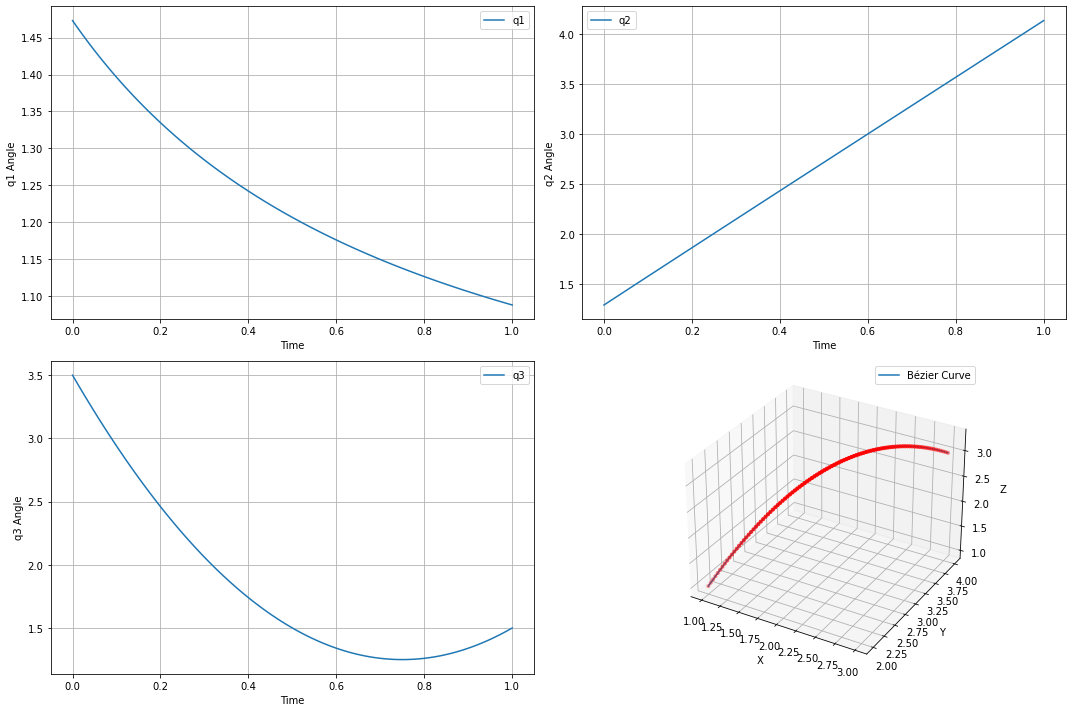 q1
1.45
1.40
1.35
1.30
1.25
1.20
1.15
1.10
q1 Angle
0.0 0.2 0.4 0.6 0.8 1.0
Time
q2
4.0
3.5
3.0
2.5
2.0
1.5
q2 Angle
0.0 0.2 0.4 0.6 0.8 1.0
Time
q3
3.5
3.0
2.5
2.0
1.5
q3 Angle
0.0 0.2 0.4 0.6 0.8 1.0
Time
Bézier Curve
3.0
2.5
2.0
1.5
1.0
Z
4.00
3.75
3.50
3.25
3.00
2.75
2.50
2.25
2.00
Y
1.00 1.25 1.50 1.75 2.00 2.25 2.50 2.75 3.00
X